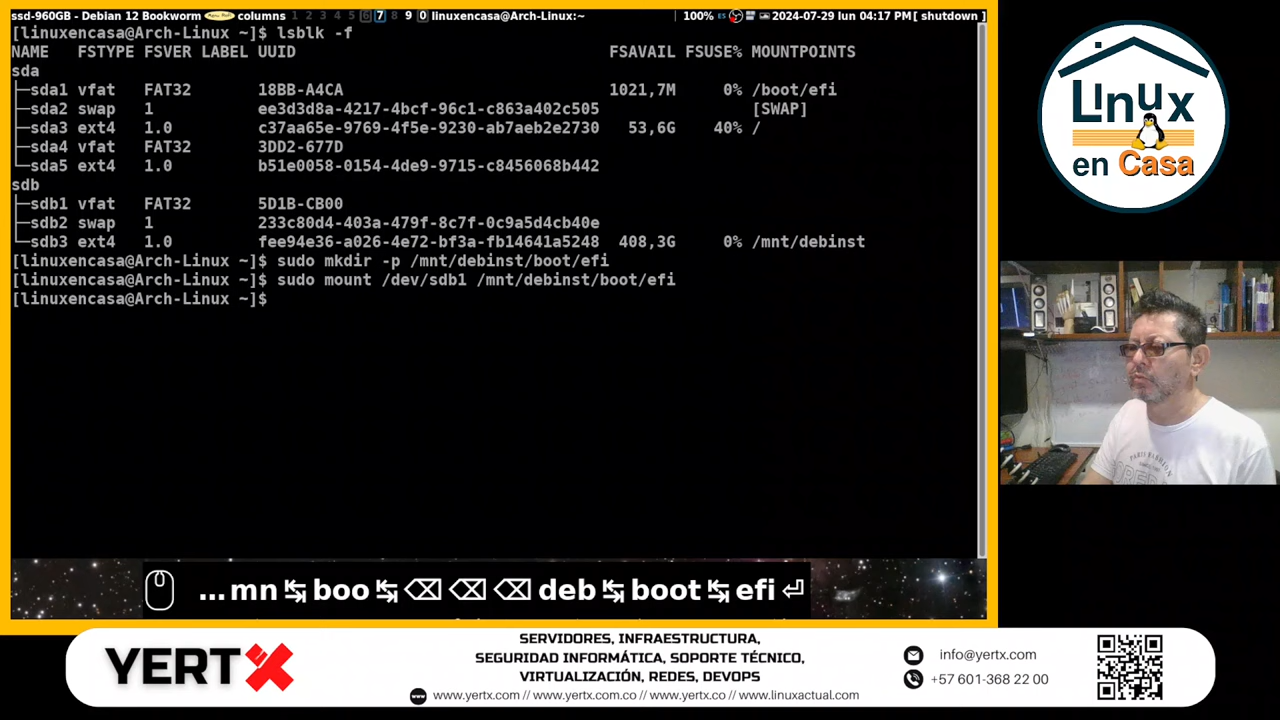 ssd-960GB - Debian 12 Bookworm columns 1 2 3 4 5 6 7 8 9 0 linuxencasa@Arch-Linux:~ 100% ES 2024-07-29 lun 04:17 PM[ shutdown ]
[linuxencasa@Arch-Linux ~]$ lsblk -f
NAME FSTYPE FSVER LABEL UUID FSAVAIL FSUSE% MOUNTPOINTS
sda
├─sda1 vfat FAT32 18BB-A4CA 1021,7M 0% /boot/efi
├─sda2 swap 1 ee3d3d8a-4217-4bcf-96c1-c863a402c505 [SWAP]
├─sda3 ext4 1.0 c37aa65e-9769-4f5e-9230-ab7aeb2e2730 53,6G 40% /
├─sda4 vfat FAT32 3DD2-677D
└─sda5 ext4 1.0 b51e0058-0154-4de9-9715-c8456068b442
sdb
├─sdb1 vfat FAT32 5D1B-CB00
├─sdb2 swap 1 233c80d4-403a-479f-8c7f-0c9a5d4cb40e
└─sdb3 ext4 1.0 fee94e36-a026-4e72-bf3a-fb14641a5248 408,3G 0% /mnt/debinst
[linuxencasa@Arch-Linux ~]$ sudo mkdir -p /mnt/debinst/boot/efi
[linuxencasa@Arch-Linux ~]$ sudo mount /dev/sdb1 /mnt/debinst/boot/efi
[linuxencasa@Arch-Linux ~]$
...mn↹boo↹⌫⌫⌫deb↹boot↹efi⏎
Linux
en Casa
YERTX
SERVIDORES, INFRAESTRUCTURA,
SEGURIDAD INFORMÁTICA, SOPORTE TÉCNICO,
VIRTUALIZACIÓN, REDES, DEVOPS
www.yertx.com // www.yertx.com.co // www.yertx.co // www.linuxactual.com
info@yertx.com
+57 601-368 22 00